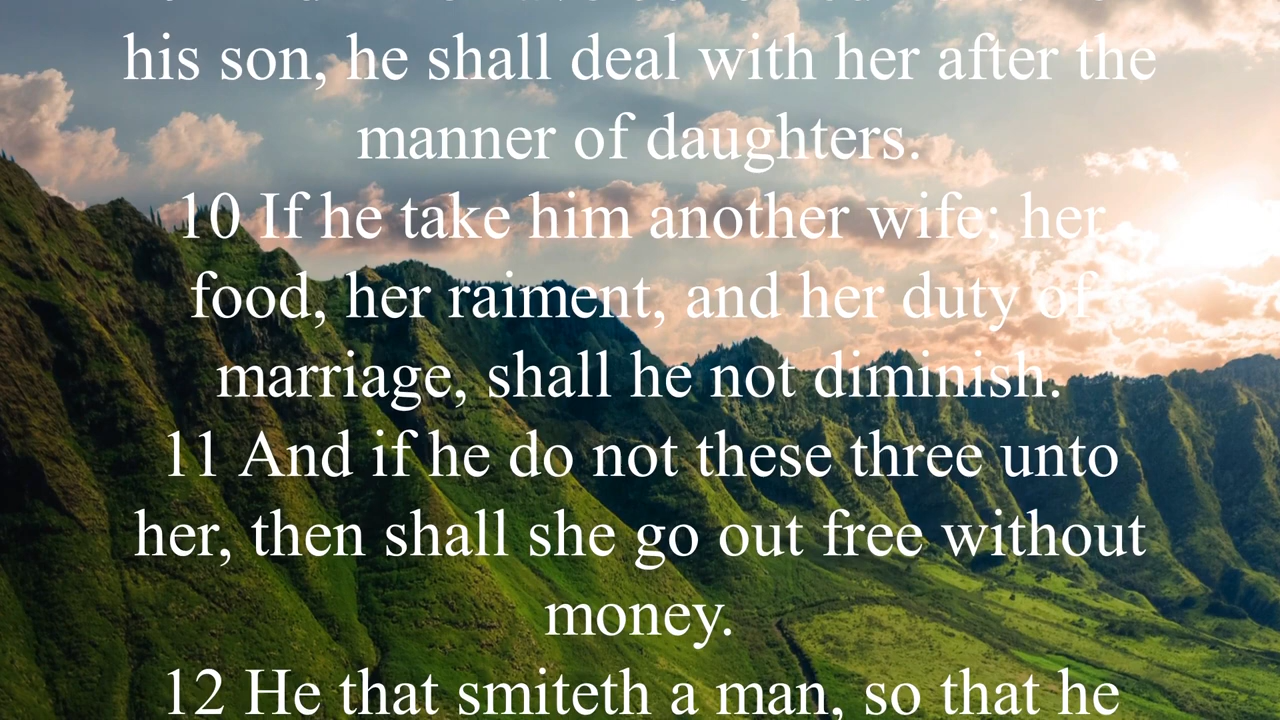 his son, he shall deal with her after the
manner of daughters.
10 If he take him another wife; her
food, her raiment, and her duty of
marriage, shall he not diminish.
11 And if he do not these three unto
her, then shall she go out free without
money.
12 He that smiteth a man, so that he